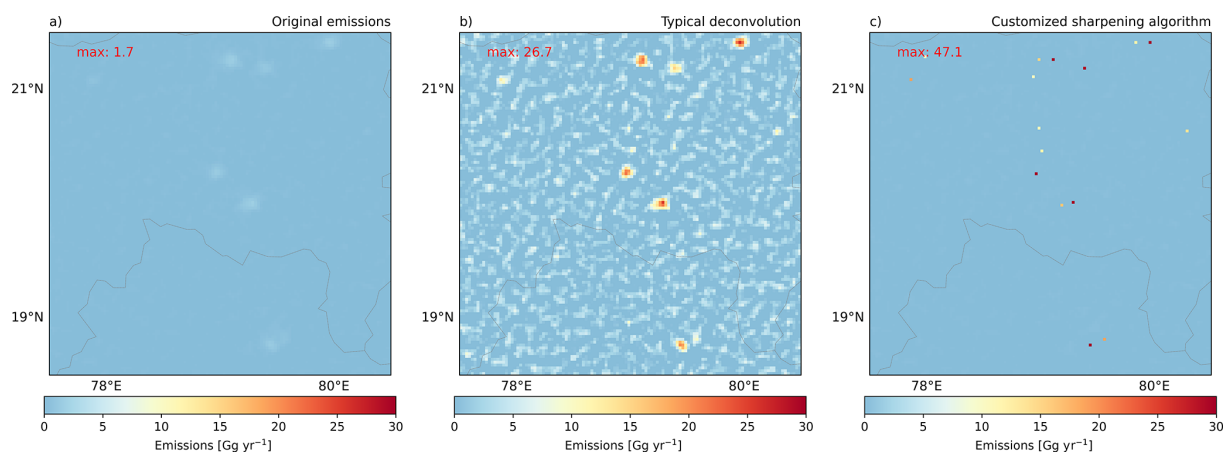 a) Original emissions
b) Typical deconvolution
c) Customized sharpening algorithm
max: 1.7
max: 26.7
max: 47.1
21°N
21°N
21°N
19°N
19°N
19°N
78°E 80°E
78°E 80°E
78°E 80°E
0 5 10 15 20 25 30
0 5 10 15 20 25 30
0 5 10 15 20 25 30
Emissions [Gg yr⁻¹]
Emissions [Gg yr⁻¹]
Emissions [Gg yr⁻¹]